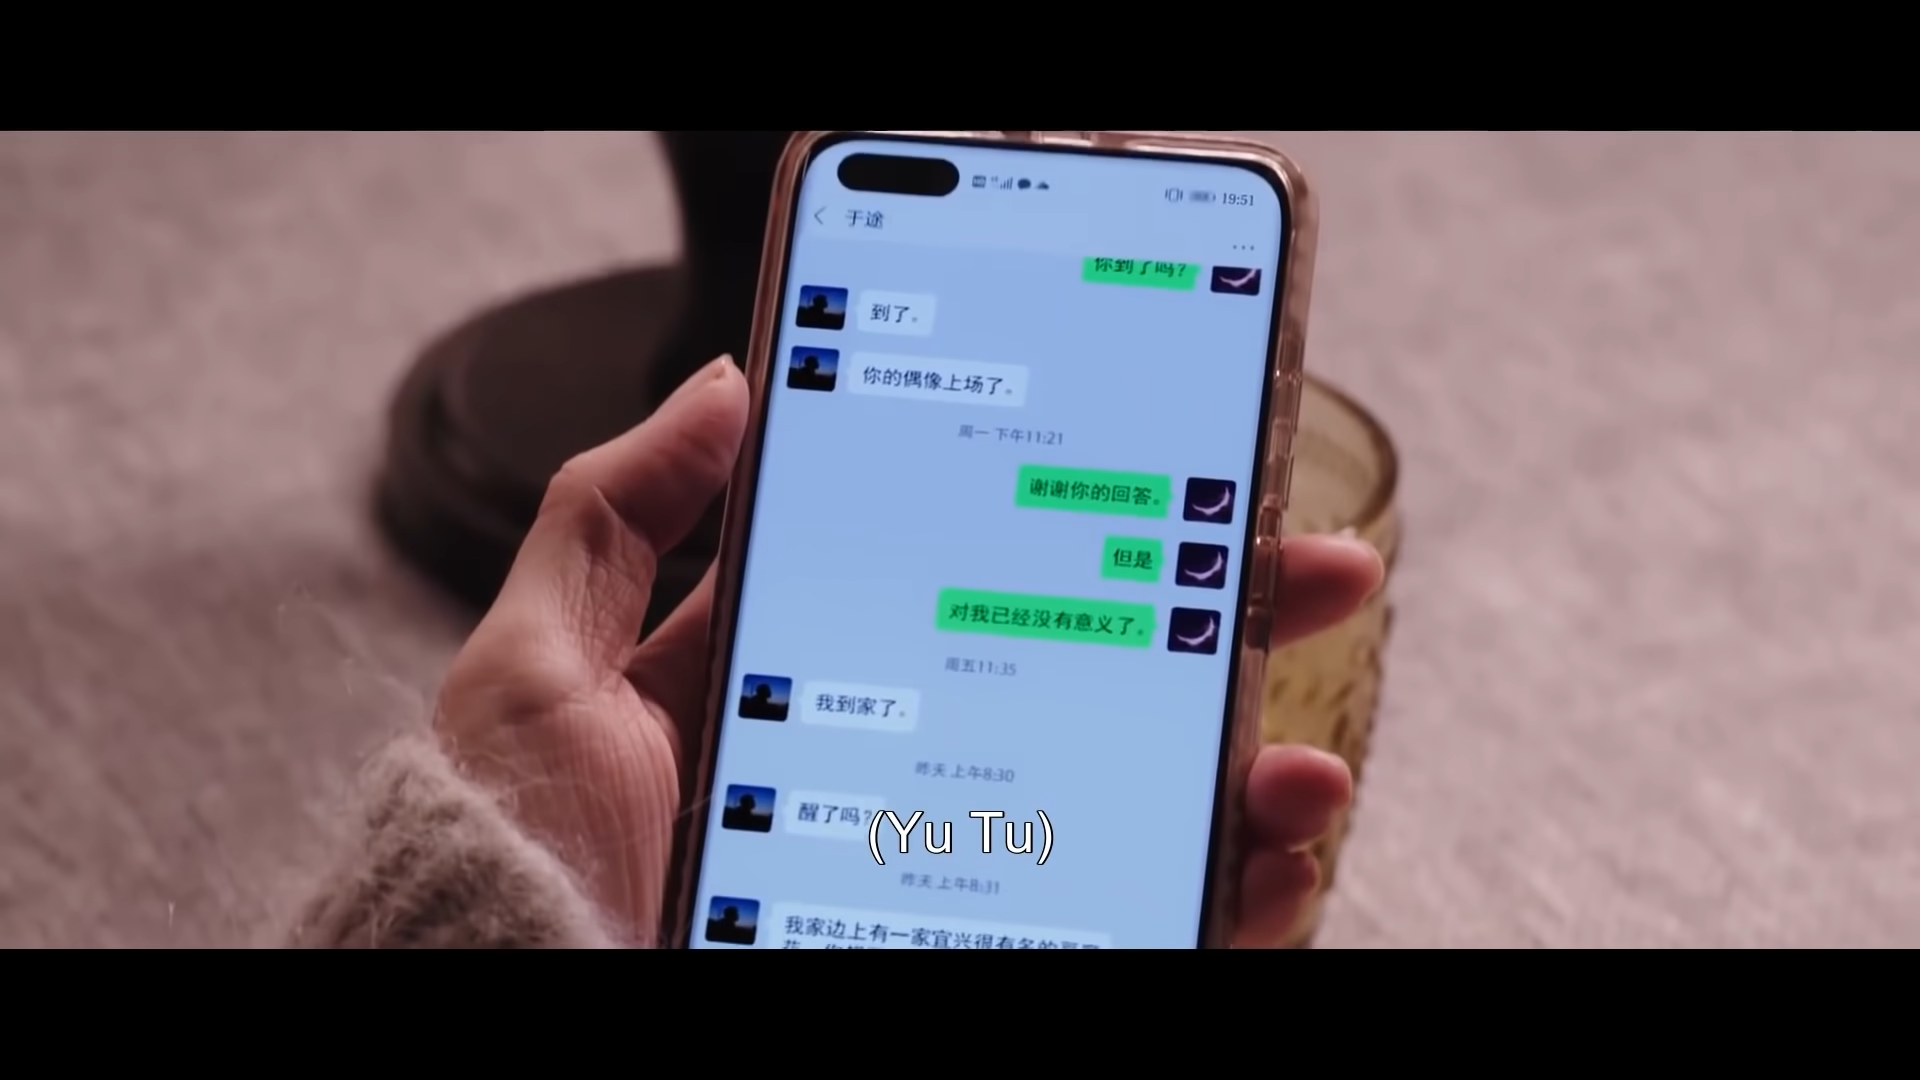 19:51
于途
你到了吗?
到了。
你的偶像上场了。
周一 下午11:21
谢谢你的回答。
但是
对我已经没有意义了。
周五11:35
我到家了。
昨天 上午8:30
醒了吗?
(Yu Tu)
昨天 上午8:31
我家边上有一家宜兴很有名的